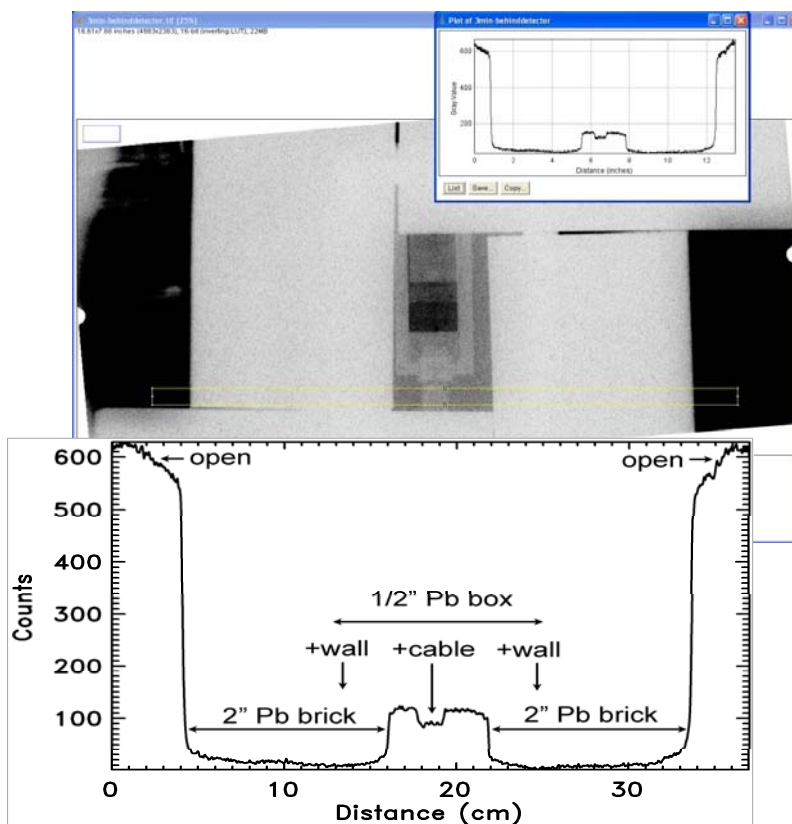 3min-behinddetector.tif (25%)
16.61x7.88 inches (4983x2363); 16-bit (inverting LUT); 22MB
Plot of 3min-behinddetector
600
400
200
Gray Value
0 2 4 6 8 10 12
Distance (inches)
List Save... Copy...
600
500
400
300
200
100
Counts
open
open
1/2” Pb box
+wall +cable +wall
2” Pb brick 2” Pb brick
0 10 20 30
Distance (cm)